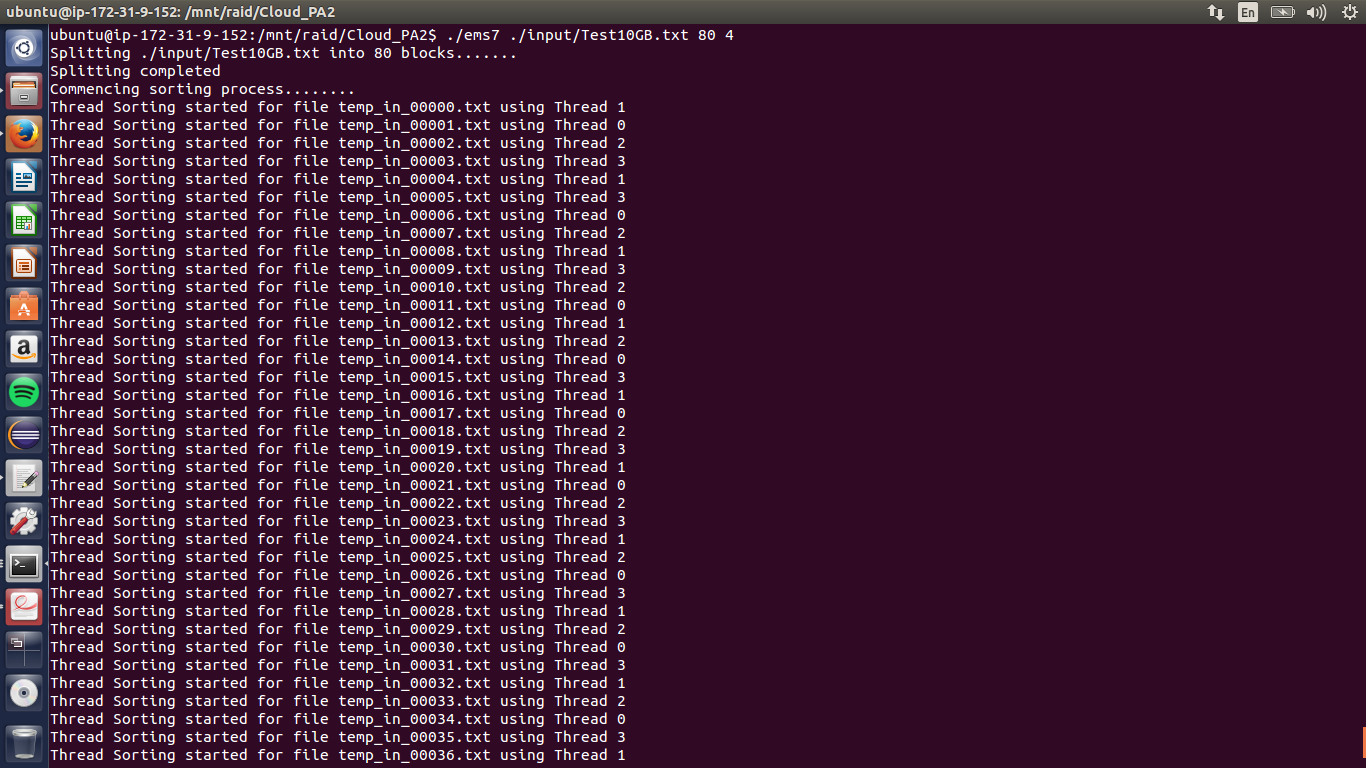 ubuntu@ip-172-31-9-152: /mnt/raid/Cloud_PA2
En
ubuntu@ip-172-31-9-152:/mnt/raid/Cloud_PA2$ ./ems7 ./input/Test10GB.txt 80 4
Splitting ./input/Test10GB.txt into 80 blocks.......
Splitting completed
Commencing sorting process........
Thread Sorting started for file temp_in_00000.txt using Thread 1
Thread Sorting started for file temp_in_00001.txt using Thread 0
Thread Sorting started for file temp_in_00002.txt using Thread 2
Thread Sorting started for file temp_in_00003.txt using Thread 3
Thread Sorting started for file temp_in_00004.txt using Thread 1
Thread Sorting started for file temp_in_00005.txt using Thread 3
Thread Sorting started for file temp_in_00006.txt using Thread 0
Thread Sorting started for file temp_in_00007.txt using Thread 2
Thread Sorting started for file temp_in_00008.txt using Thread 1
Thread Sorting started for file temp_in_00009.txt using Thread 3
Thread Sorting started for file temp_in_00010.txt using Thread 2
Thread Sorting started for file temp_in_00011.txt using Thread 0
Thread Sorting started for file temp_in_00012.txt using Thread 1
Thread Sorting started for file temp_in_00013.txt using Thread 2
Thread Sorting started for file temp_in_00014.txt using Thread 0
Thread Sorting started for file temp_in_00015.txt using Thread 3
Thread Sorting started for file temp_in_00016.txt using Thread 1
Thread Sorting started for file temp_in_00017.txt using Thread 0
Thread Sorting started for file temp_in_00018.txt using Thread 2
Thread Sorting started for file temp_in_00019.txt using Thread 3
Thread Sorting started for file temp_in_00020.txt using Thread 1
Thread Sorting started for file temp_in_00021.txt using Thread 0
Thread Sorting started for file temp_in_00022.txt using Thread 2
Thread Sorting started for file temp_in_00023.txt using Thread 3
Thread Sorting started for file temp_in_00024.txt using Thread 1
Thread Sorting started for file temp_in_00025.txt using Thread 2
Thread Sorting started for file temp_in_00026.txt using Thread 0
Thread Sorting started for file temp_in_00027.txt using Thread 3
Thread Sorting started for file temp_in_00028.txt using Thread 1
Thread Sorting started for file temp_in_00029.txt using Thread 2
Thread Sorting started for file temp_in_00030.txt using Thread 0
Thread Sorting started for file temp_in_00031.txt using Thread 3
Thread Sorting started for file temp_in_00032.txt using Thread 1
Thread Sorting started for file temp_in_00033.txt using Thread 2
Thread Sorting started for file temp_in_00034.txt using Thread 0
Thread Sorting started for file temp_in_00035.txt using Thread 3
Thread Sorting started for file temp_in_00036.txt using Thread 1